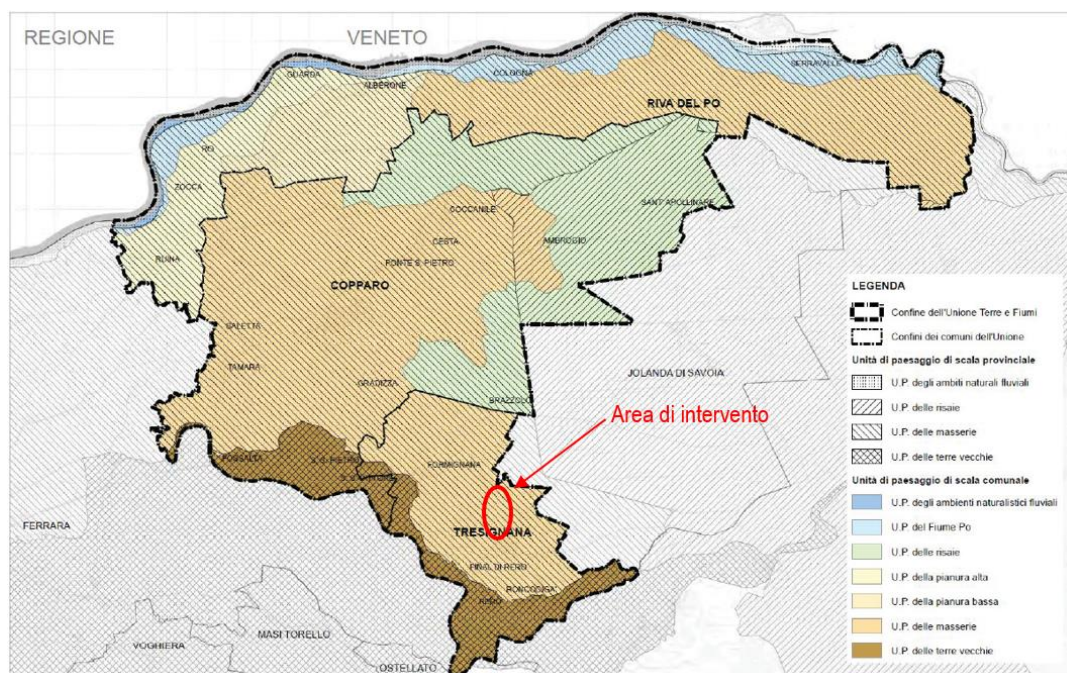 REGIONE VENETO
GUARDA
ALBERONE
COLOGNA
SERRAVALLE
RIVA DEL PO
RO
ZOCCA
RUINA
COCCANILE
SANT' APOLLINARE
CESTA
AMBROGIO
PONTE S. PIETRO
COPPARO
SALETTA
TAMARA
GRADIZZA
BRAZZOLO
JOLANDA DI SAVOIA
Area di intervento
FOSSALTA
FORMIGNANA
FERRARA
TRESIGNANA
FINAL DI RERO
RONCODIGA
MASI TORELLO
VOGHIERA
OSTELLATO
LEGENDA
Confine dell'Unione Terre e Fiumi
Confini dei comuni dell'Unione
Unità di paesaggio di scala provinciale
U.P. degli ambiti naturali fluviali
U.P. delle risaie
U.P. delle masserie
U.P. delle terre vecchie
Unità di paesaggio di scala comunale
U.P. degli ambienti naturalistici fluviali
U.P. del Fiume Po
U.P. delle risaie
U.P. della pianura alta
U.P. della pianura bassa
U.P. delle masserie
U.P. delle terre vecchie